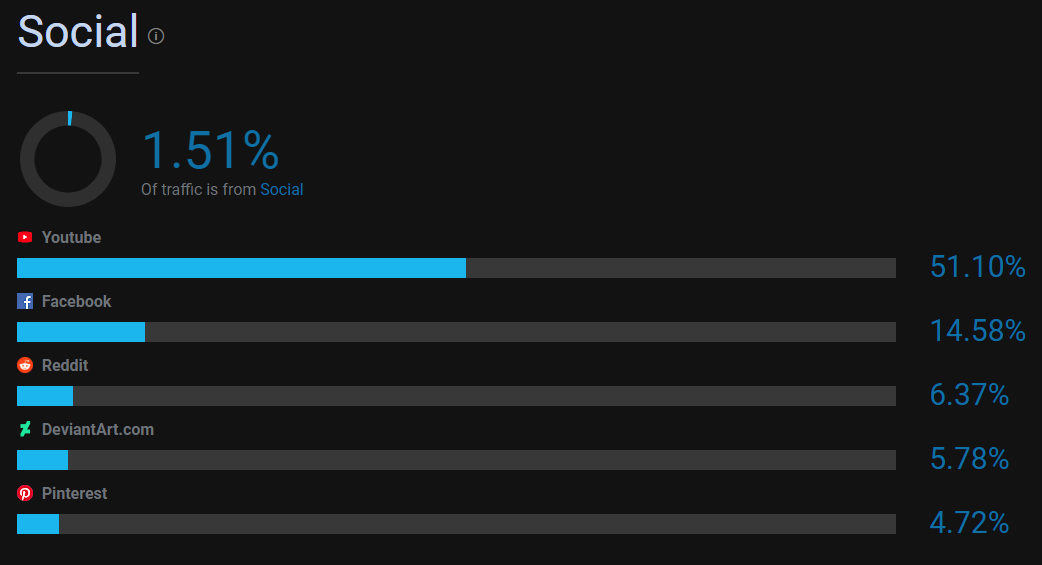 Social
1.51%
Of traffic is from Social
Youtube
51.10%
Facebook
14.58%
Reddit
6.37%
DeviantArt.com
5.78%
Pinterest
4.72%